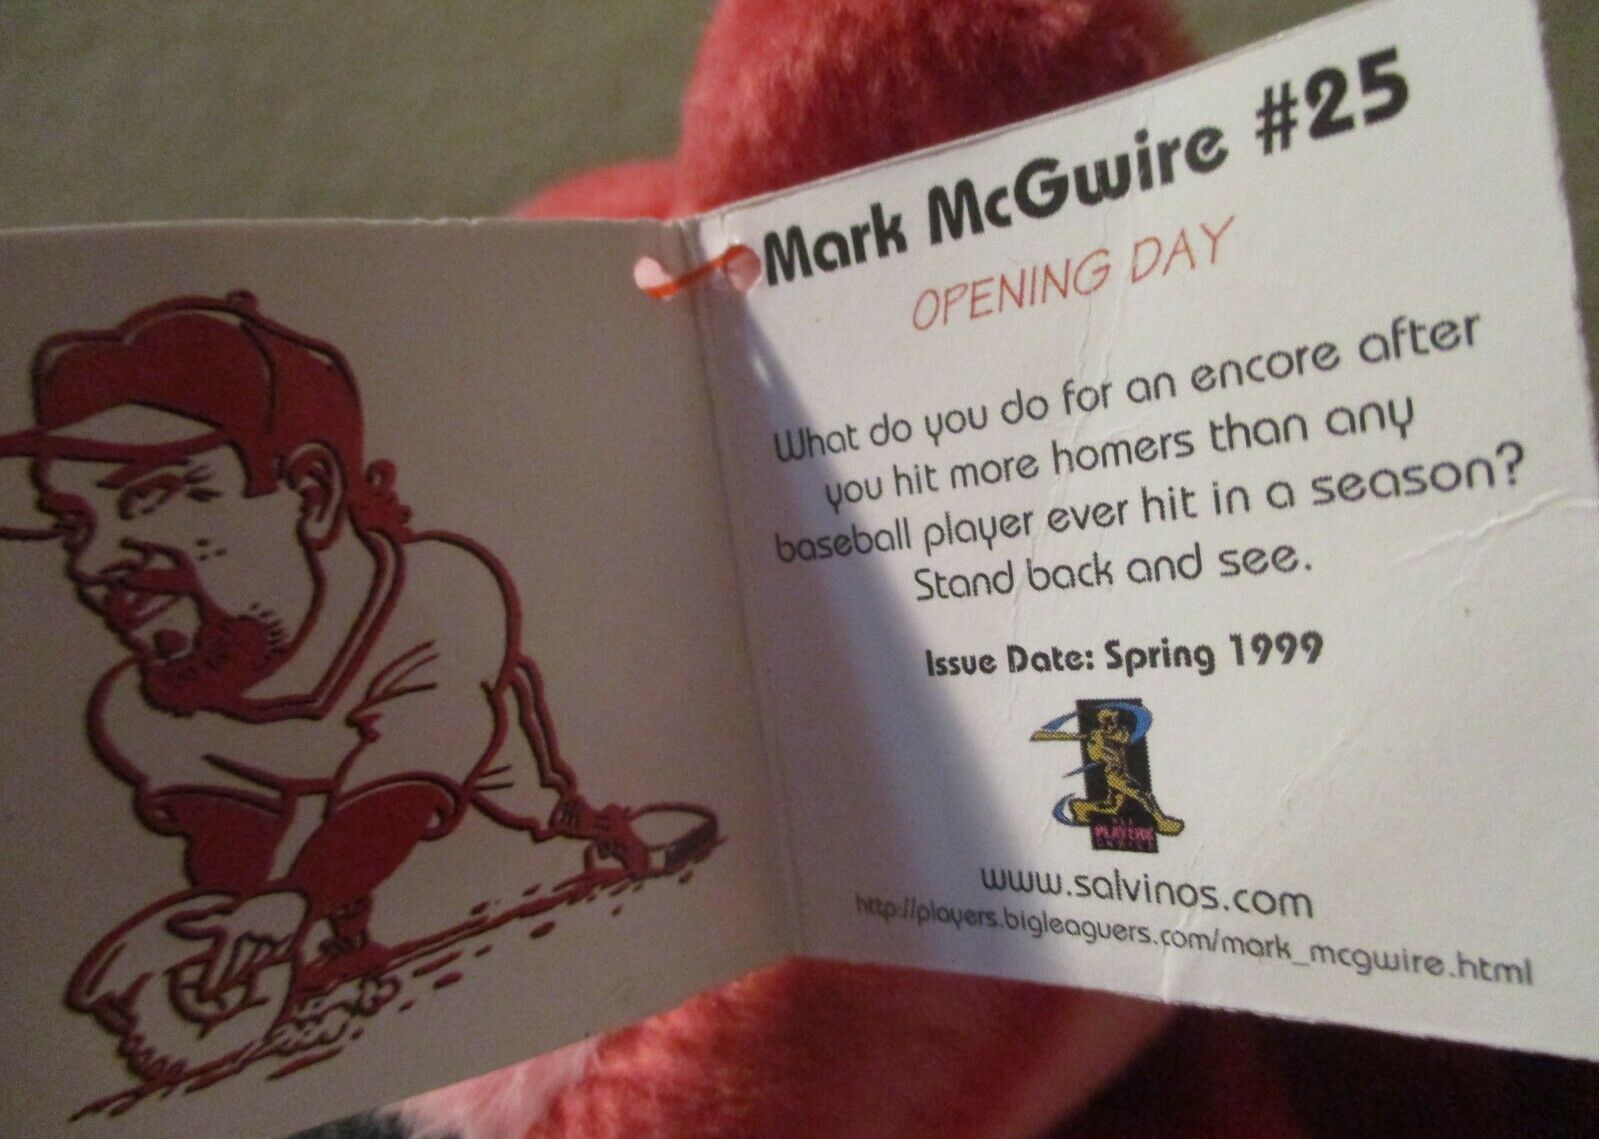 Mark McGwire #25
OPENING DAY
What do you do for an encore after
you hit more homers than any
baseball player ever hit in a season?
Stand back and see.
Issue Date: Spring 1999
PLAYERS
www.salvinos.com
http://players.bigleaguers.com/mark_mcgwire.html